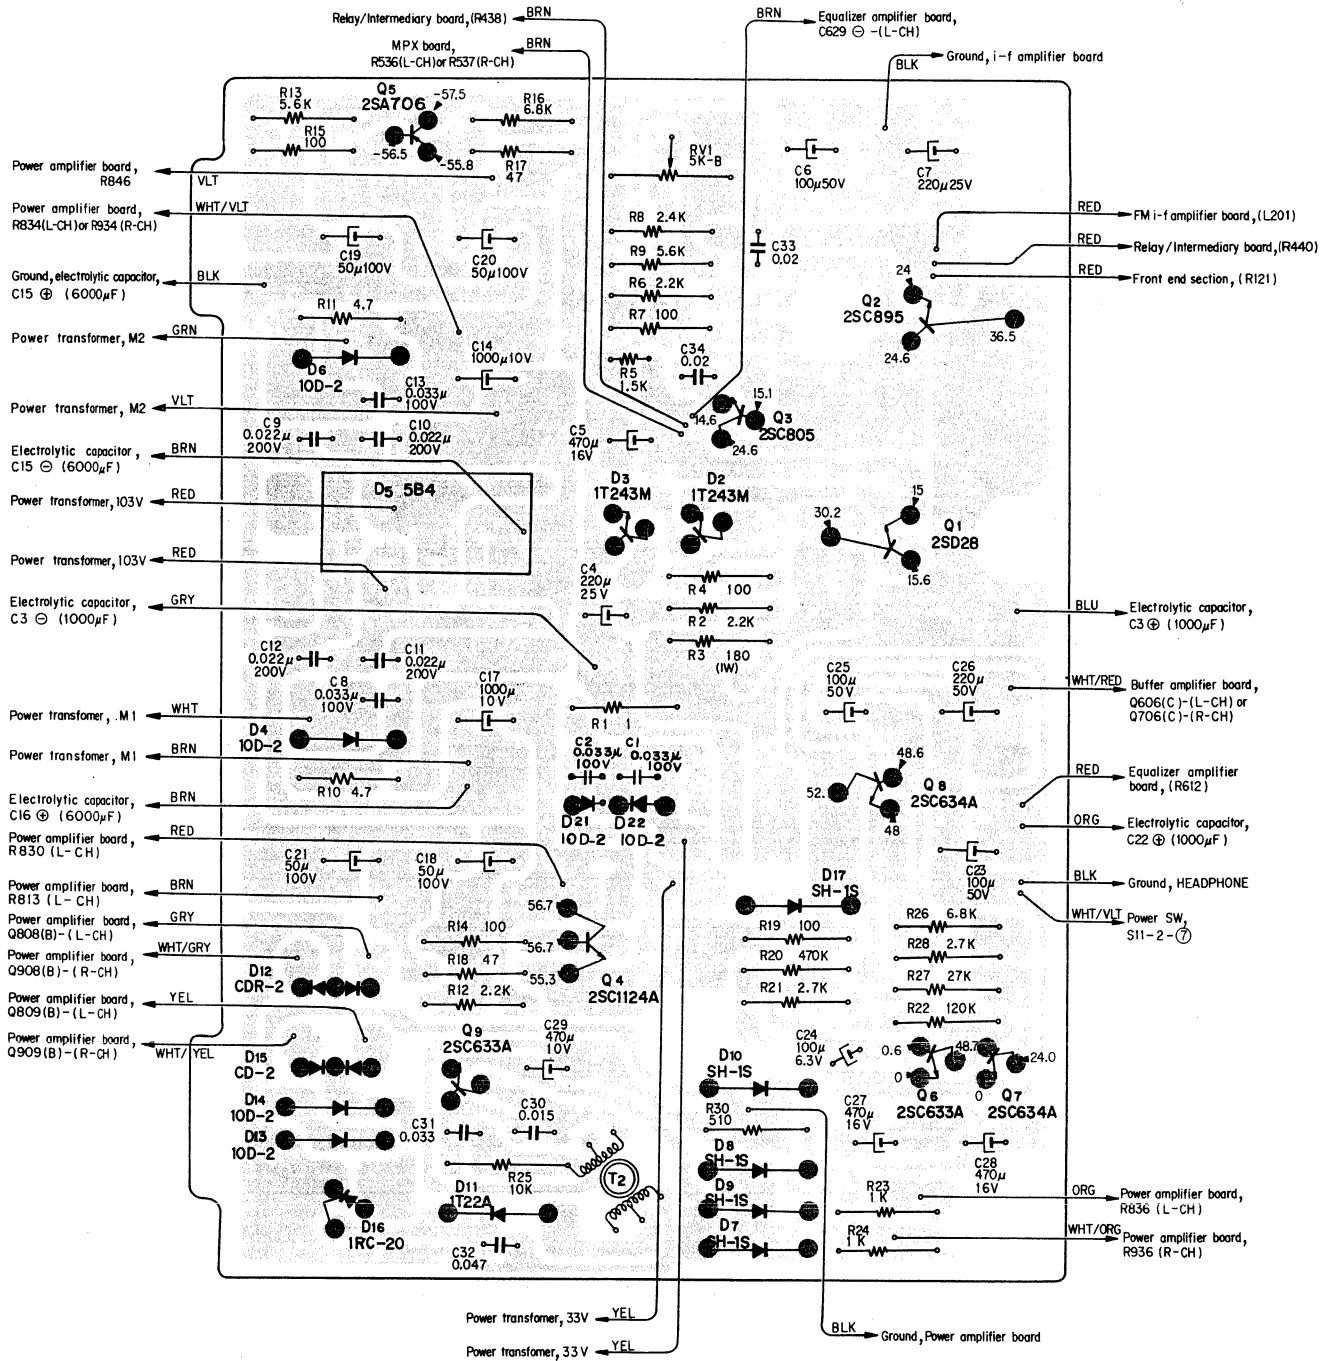 Relay/Intermediary board,(R438)
BRN
BRN
Equalizer amplifier board,
C629 ⊖ -(L-CH)
MPX board,
R536(L-CH)or R537(R-CH)
BRN
BLK
Ground, i-f amplifier board
R13
5.6K
Q5
2SA706
-57.5
R16
6.8K
R15
100
-56.5
-55.8
R17
47
RV1
5K-B
C6
100μ50V
C7
220μ25V
Power amplifier board,
R846
VLT
Power amplifier board,
R834(L-CH)or R934 (R-CH)
WHT/VLT
RED
FM i-f amplifier board,(L201)
RED
Relay/Intermediary board,(R440)
RED
Front end section, (R121)
R8 2.4K
R9 5.6K
R6 2.2K
R7 100
C33
0.02
C19
50μ100V
C20
50μ100V
Ground,electrolytic capacitor,
C15 ⊕ (6000μF)
BLK
24
Q2
2SC895
24.6
36.5
R11 4.7
Power transformer, M2
GRN
D6
10D-2
C14
1000μ10V
R5
1.5K
C34
0.02
C13
0.033μ
100V
Power transformer, M2
VLT
14.6
15.1
Q3
2SC805
24.6
C9
0.022μ
200V
C10
0.022μ
200V
C5
470μ
16V
Electrolytic capacitor,
C15 ⊖ (6000μF)
BRN
D5 5B4
Power transformer,103V
RED
D3
1T243M
D2
1T243M
30.2
15
Q1
2SD28
15.6
Power transformer,103V
RED
C4
220μ
25V
R4 100
R2 2.2K
R3 180
(1W)
Electrolytic capacitor,
C3 ⊖ (1000μF)
GRY
BLU
Electrolytic capacitor,
C3 ⊕ (1000μF)
C12
0.022μ
200V
C11
0.022μ
200V
C8
0.033μ
100V
C17
1000μ
10V
C25
100μ
50V
C26
220μ
50V
WHT/RED
Buffer amplifier board,
Q606(C)-(L-CH) or
Q706(C)-(R-CH)
Power transfomer, .M1
WHT
R1 1
D4
10D-2
Power transfomer, M1
BRN
C2
0.033μ
100V
C1
0.033μ
100V
48.6
Q8
2SC634A
52.
48
R10 4.7
RED
Equalizer amplifier
board, (R612)
Electrolytic capacitor,
C16 ⊕ (6000μF)
BRN
D21
10D-2
D22
10D-2
ORG
Electrolytic capacitor,
C22 ⊕ (1000μF)
Power amplifier board,
R830 (L-CH)
RED
C21
50μ
100V
C18
50μ
100V
C23
100μ
50V
D17
SH-1S
BLK
Ground, HEADPHONE
Power amplifier board,
R813 (L-CH)
BRN
WHT/VLT
Power SW,
S11-2-⑦
Power amplifier board,
Q808(B)-(L-CH)
GRY
56.7
56.7
55.3
Q4
2SC1124A
R14 100
R18 47
R12 2.2K
R19 100
R20 470K
R21 2.7K
R26 6.8K
R28 2.7K
R27 27K
R22 120K
Power amplifier board,
Q908(B)-(R-CH)
WHT/GRY
D12
CDR-2
Power amplifier board,
Q809(B)-(L-CH)
YEL
Power amplifier board,
Q909(B)-(R-CH)
WHT/YEL
D15
CD-2
Q9
2SC633A
C29
470μ
10V
C24
100μ
6.3V
0.6
48.7
24.0
0
0
Q6
2SC633A
Q7
2SC634A
D10
SH-1S
D14
10D-2
D13
10D-2
C31
0.033
C30
0.015
R30
510
C27
470μ
16V
C28
470μ
16V
D8
SH-1S
D9
SH-1S
D7
SH-1S
R25
10K
T2
D11
1T22A
D16
1RC-20
C32
0.047
R23
1K
R24
1K
ORG
Power amplifier board,
R836 (L-CH)
WHT/ORG
Power amplifier board,
R936 (R-CH)
Power transfomer, 33V
YEL
Power transfomer, 33V
YEL
BLK
Ground, Power amplifier board